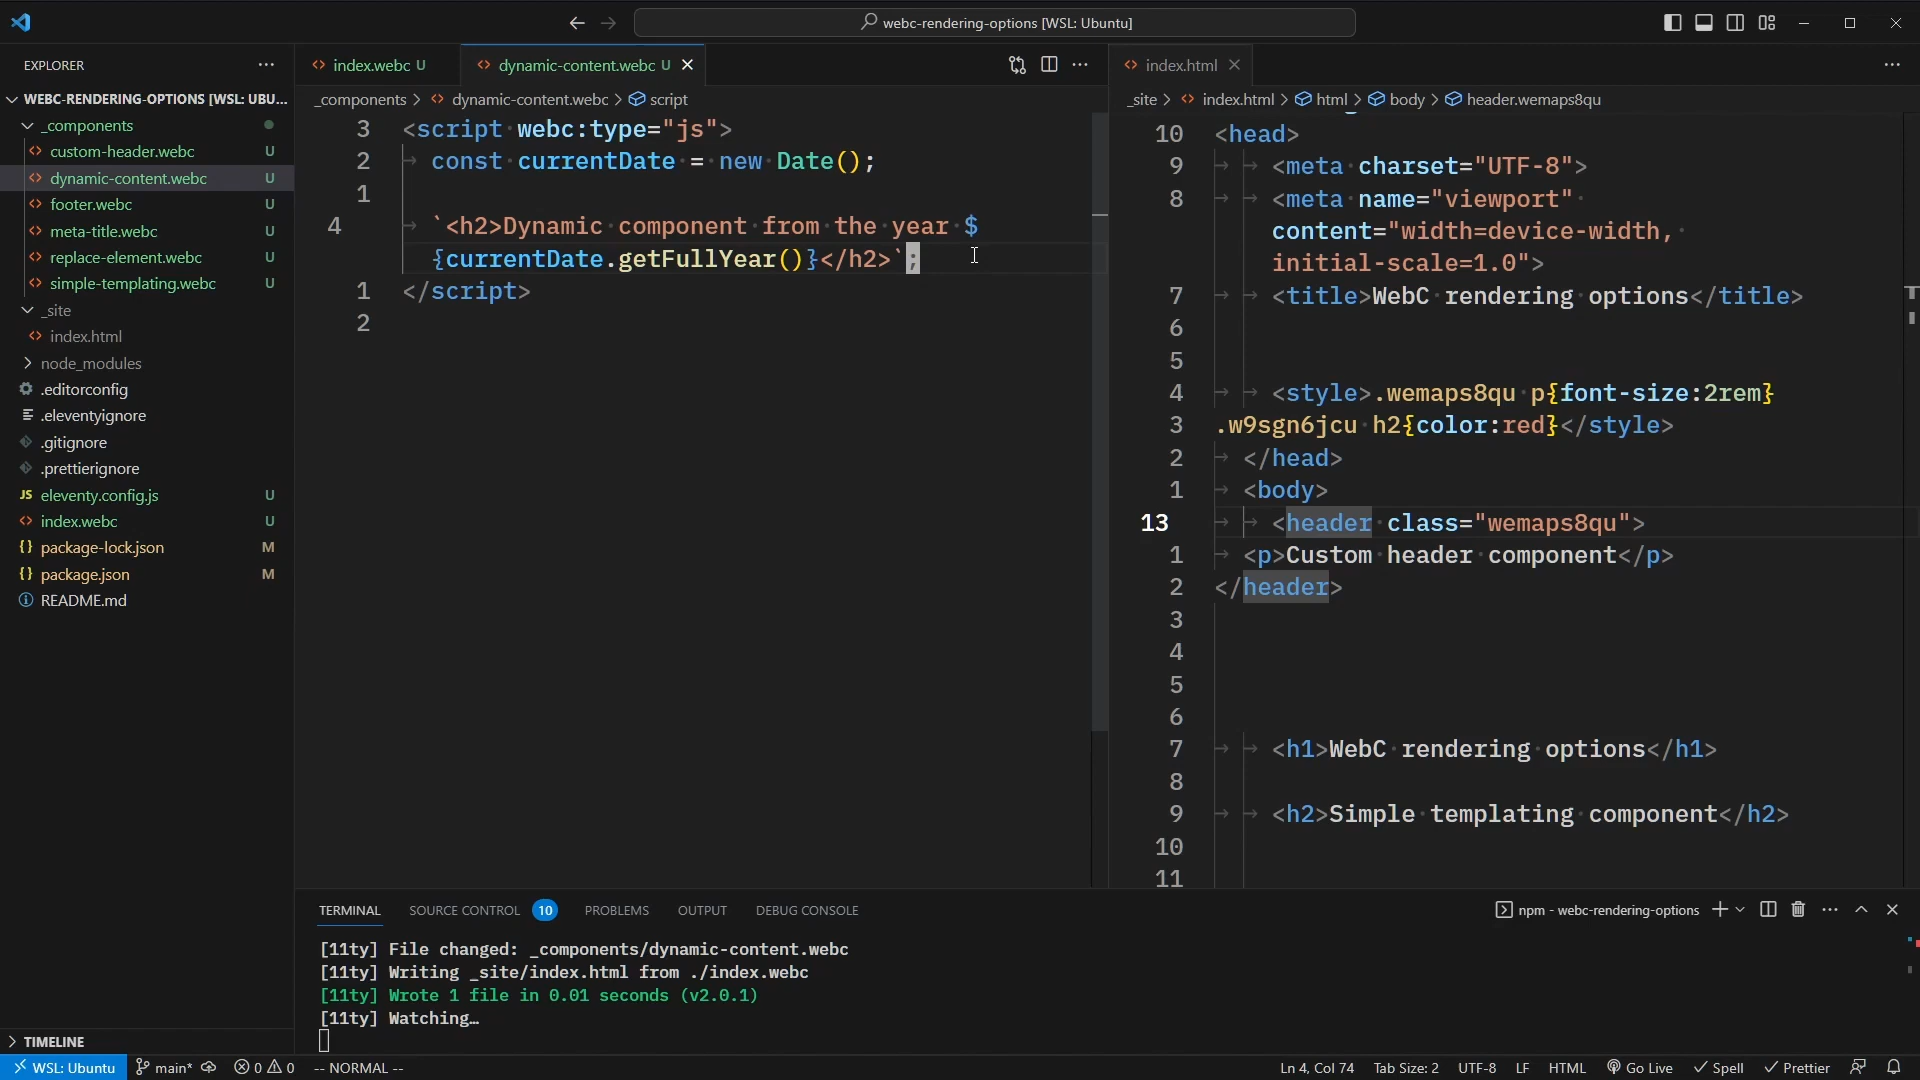 webc-rendering-options [WSL: Ubuntu]
EXPLORER
WEBC-RENDERING-OPTIONS [WSL: UBU...
_components
custom-header.webc U
dynamic-content.webc U
footer.webc U
meta-title.webc U
replace-element.webc U
simple-templating.webc U
_site
index.html
node_modules
.editorconfig
.eleventyignore
.gitignore
.prettierignore
JS eleventy.config.js U
index.webc U
{} package-lock.json M
{} package.json M
README.md
TIMELINE
index.webc U
dynamic-content.webc U
_components > dynamic-content.webc > script
3 <script webc:type="js">
2 const currentDate = new Date();
1
4 `<h2>Dynamic component from the year $
{currentDate.getFullYear()}</h2>`;
1 </script>
2
index.html
_site > index.html > html > body > header.wemaps8qu
10 <head>
9 <meta charset="UTF-8">
8 <meta name="viewport"
content="width=device-width,
initial-scale=1.0">
7 <title>WebC rendering options</title>
6
5
4 <style>.wemaps8qu p{font-size:2rem}
3 .w9sgn6jcu h2{color:red}</style>
2 </head>
1 <body>
13 <header class="wemaps8qu">
1 <p>Custom header component</p>
2 </header>
3
4
5
6
7 <h1>WebC rendering options</h1>
8
9 <h2>Simple templating component</h2>
10
11
TERMINAL SOURCE CONTROL 10 PROBLEMS OUTPUT DEBUG CONSOLE
npm - webc-rendering-options
[11ty] File changed: _components/dynamic-content.webc
[11ty] Writing _site/index.html from ./index.webc
[11ty] Wrote 1 file in 0.01 seconds (v2.0.1)
[11ty] Watching…
WSL: Ubuntu main* 0 0 -- NORMAL -- Ln 4, Col 74 Tab Size: 2 UTF-8 LF HTML Go Live Spell Prettier